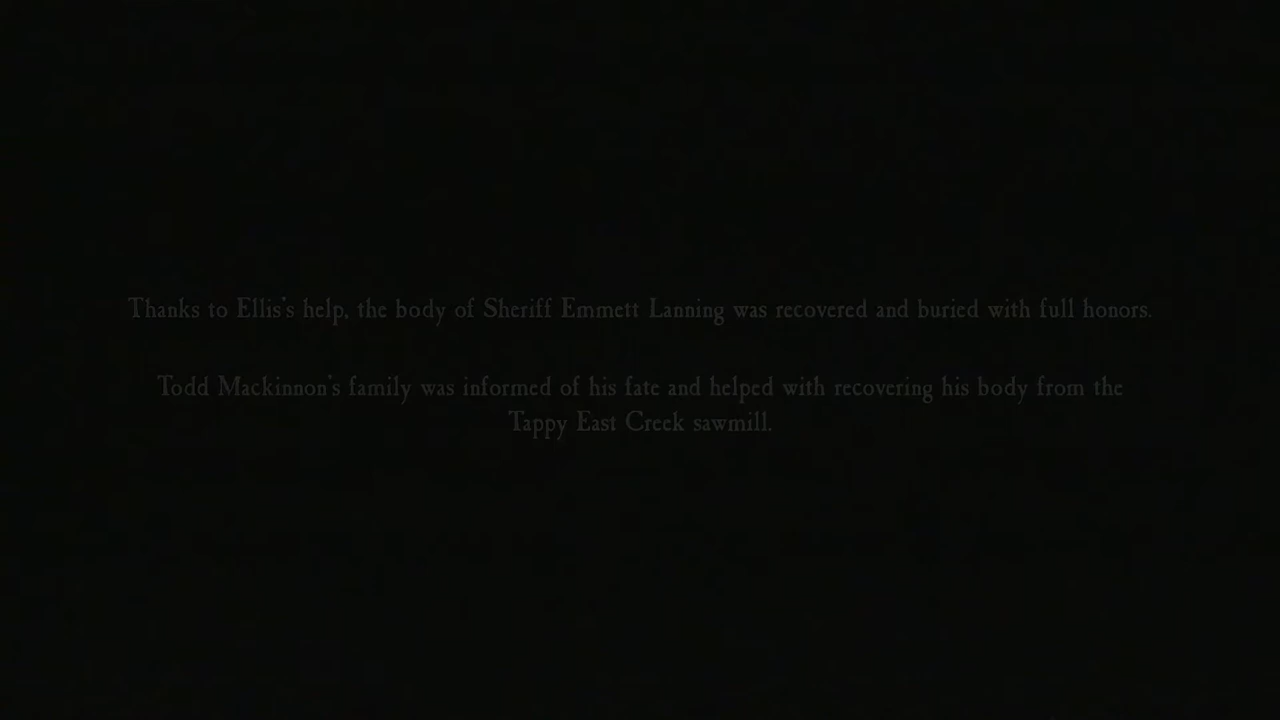 Thanks to Ellis's help, the body of Sheriff Emmett Lanning was recovered and buried with full honors.
Todd Mackinnon's family was informed of his fate and helped with recovering his body from the
Tappy East Creek sawmill.